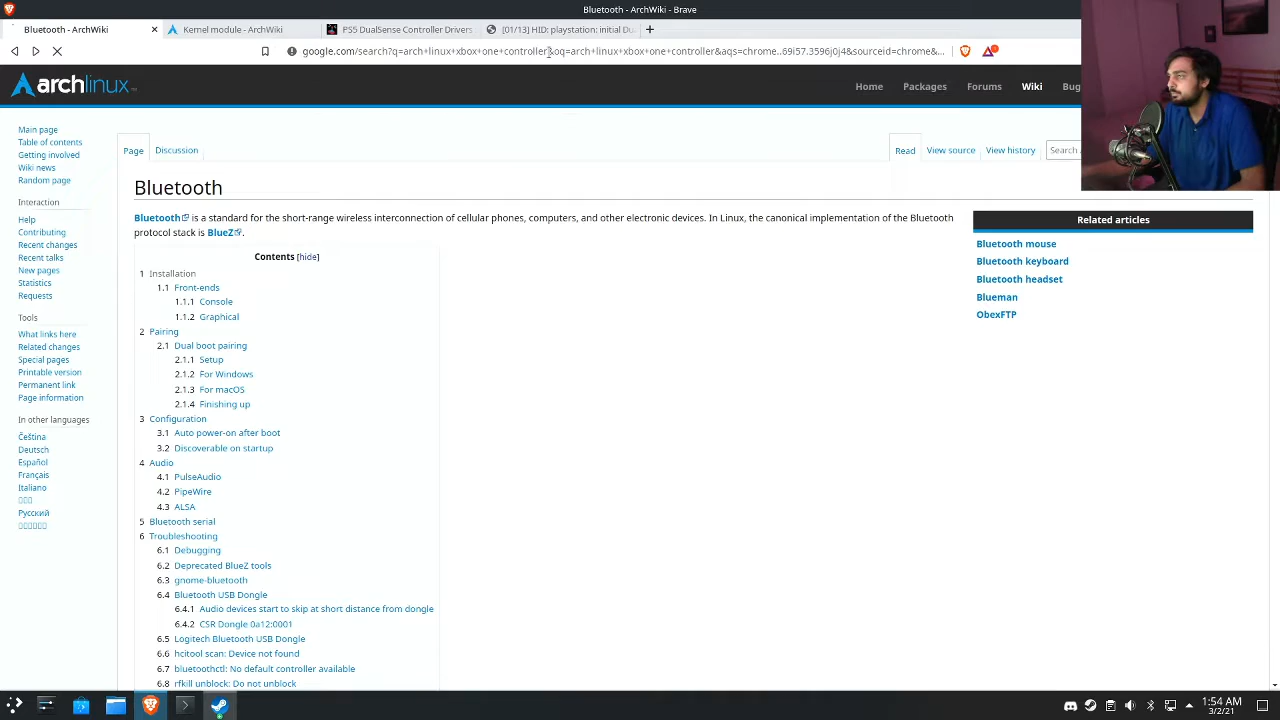 Bluetooth - ArchWiki - Brave
Bluetooth - ArchWiki
Kernel module - ArchWiki
PS5 DualSense Controller Drivers
[01/13] HID: playstation: initial Du
google.com/search?q=arch+linux+xbox+one+controller&oq=arch+linux+xbox+one+controller&aqs=chrome..69i57.3596j0j4&sourceid=chrome&...
archlinux
Home
Packages
Forums
Wiki
Bug
Main page
Table of contents
Getting involved
Wiki news
Random page
Interaction
Help
Contributing
Recent changes
Recent talks
New pages
Statistics
Requests
Tools
What links here
Related changes
Special pages
Printable version
Permanent link
Page information
In other languages
Čeština
Deutsch
Español
Français
Italiano
Русский
Page
Discussion
Read
View source
View history
Search
Bluetooth
Bluetooth is a standard for the short-range wireless interconnection of cellular phones, computers, and other electronic devices. In Linux, the canonical implementation of the Bluetooth
protocol stack is BlueZ.
Contents [hide]
1 Installation
1.1 Front-ends
1.1.1 Console
1.1.2 Graphical
2 Pairing
2.1 Dual boot pairing
2.1.1 Setup
2.1.2 For Windows
2.1.3 For macOS
2.1.4 Finishing up
3 Configuration
3.1 Auto power-on after boot
3.2 Discoverable on startup
4 Audio
4.1 PulseAudio
4.2 PipeWire
4.3 ALSA
5 Bluetooth serial
6 Troubleshooting
6.1 Debugging
6.2 Deprecated BlueZ tools
6.3 gnome-bluetooth
6.4 Bluetooth USB Dongle
6.4.1 Audio devices start to skip at short distance from dongle
6.4.2 CSR Dongle 0a12:0001
6.5 Logitech Bluetooth USB Dongle
6.6 hcitool scan: Device not found
6.7 bluetoothctl: No default controller available
6.8 rfkill unblock: Do not unblock
Related articles
Bluetooth mouse
Bluetooth keyboard
Bluetooth headset
Blueman
ObexFTP
1:54 AM
3/2/21